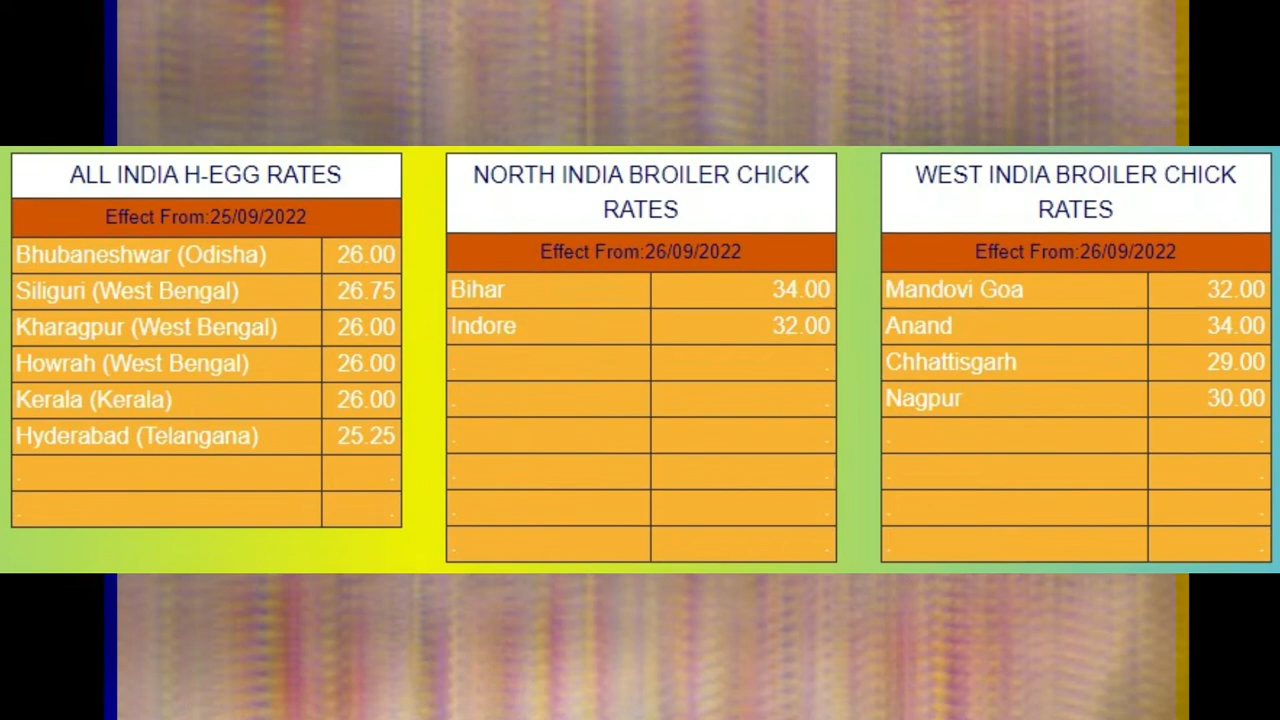 ALL INDIA H-EGG RATES
Effect From:25/09/2022
Bhubaneshwar (Odisha) 26.00
Siliguri (West Bengal) 26.75
Kharagpur (West Bengal) 26.00
Howrah (West Bengal) 26.00
Kerala (Kerala) 26.00
Hyderabad (Telangana) 25.25
. .
. .
NORTH INDIA BROILER CHICK
RATES
Effect From:26/09/2022
Bihar 34.00
Indore 32.00
. .
. .
. .
. .
. .
. .
WEST INDIA BROILER CHICK
RATES
Effect From:26/09/2022
Mandovi Goa 32.00
Anand 34.00
Chhattisgarh 29.00
Nagpur 30.00
. .
. .
. .
. .